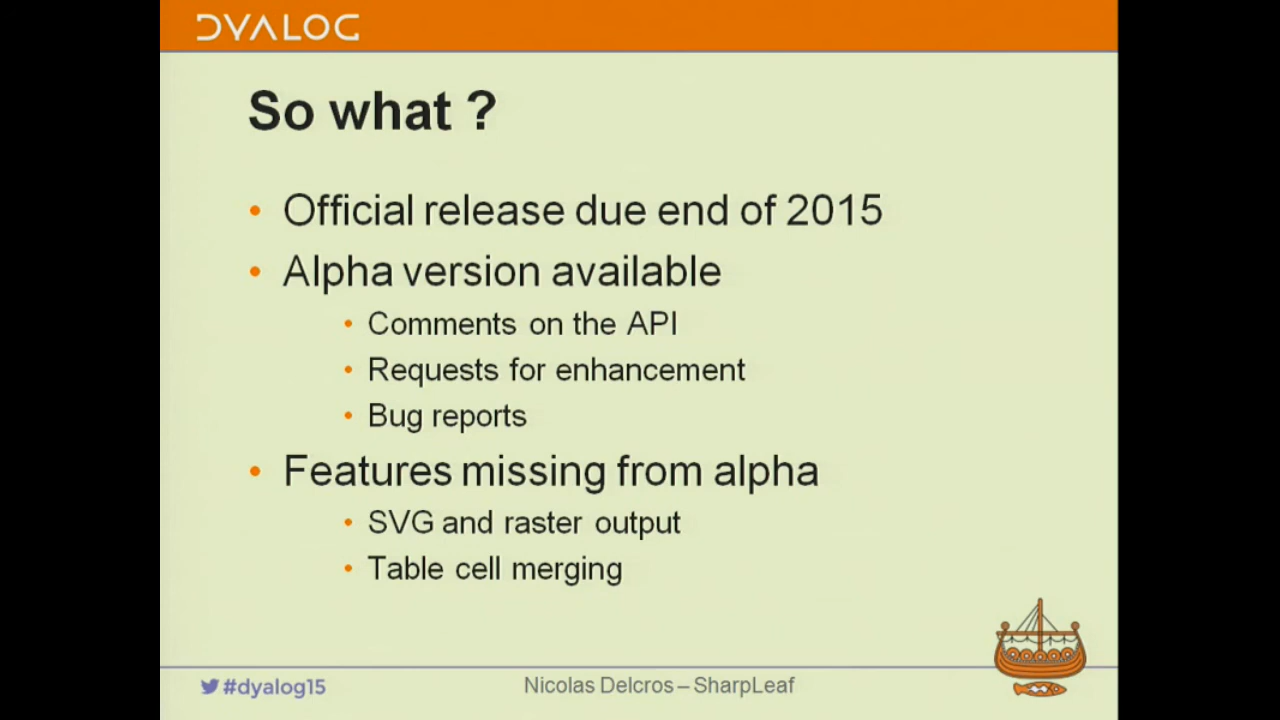 DYALOG
So what ?
• Official release due end of 2015
• Alpha version available
• Comments on the API
• Requests for enhancement
• Bug reports
• Features missing from alpha
• SVG and raster output
• Table cell merging
#dyalog15
Nicolas Delcros – SharpLeaf